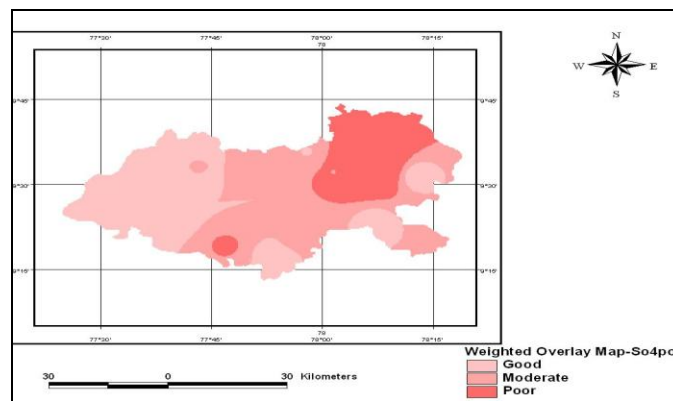 77°30' 77°45' 78°00' 78°15'
78
N
W E
S
9°45' 9°45'
9°30' 9°30'
9°15' 9°15'
77°30' 77°45' 78°00' 78°15'
78
Weighted Overlay Map-So4po
Good
Moderate
Poor
30 0 30 Kilometers